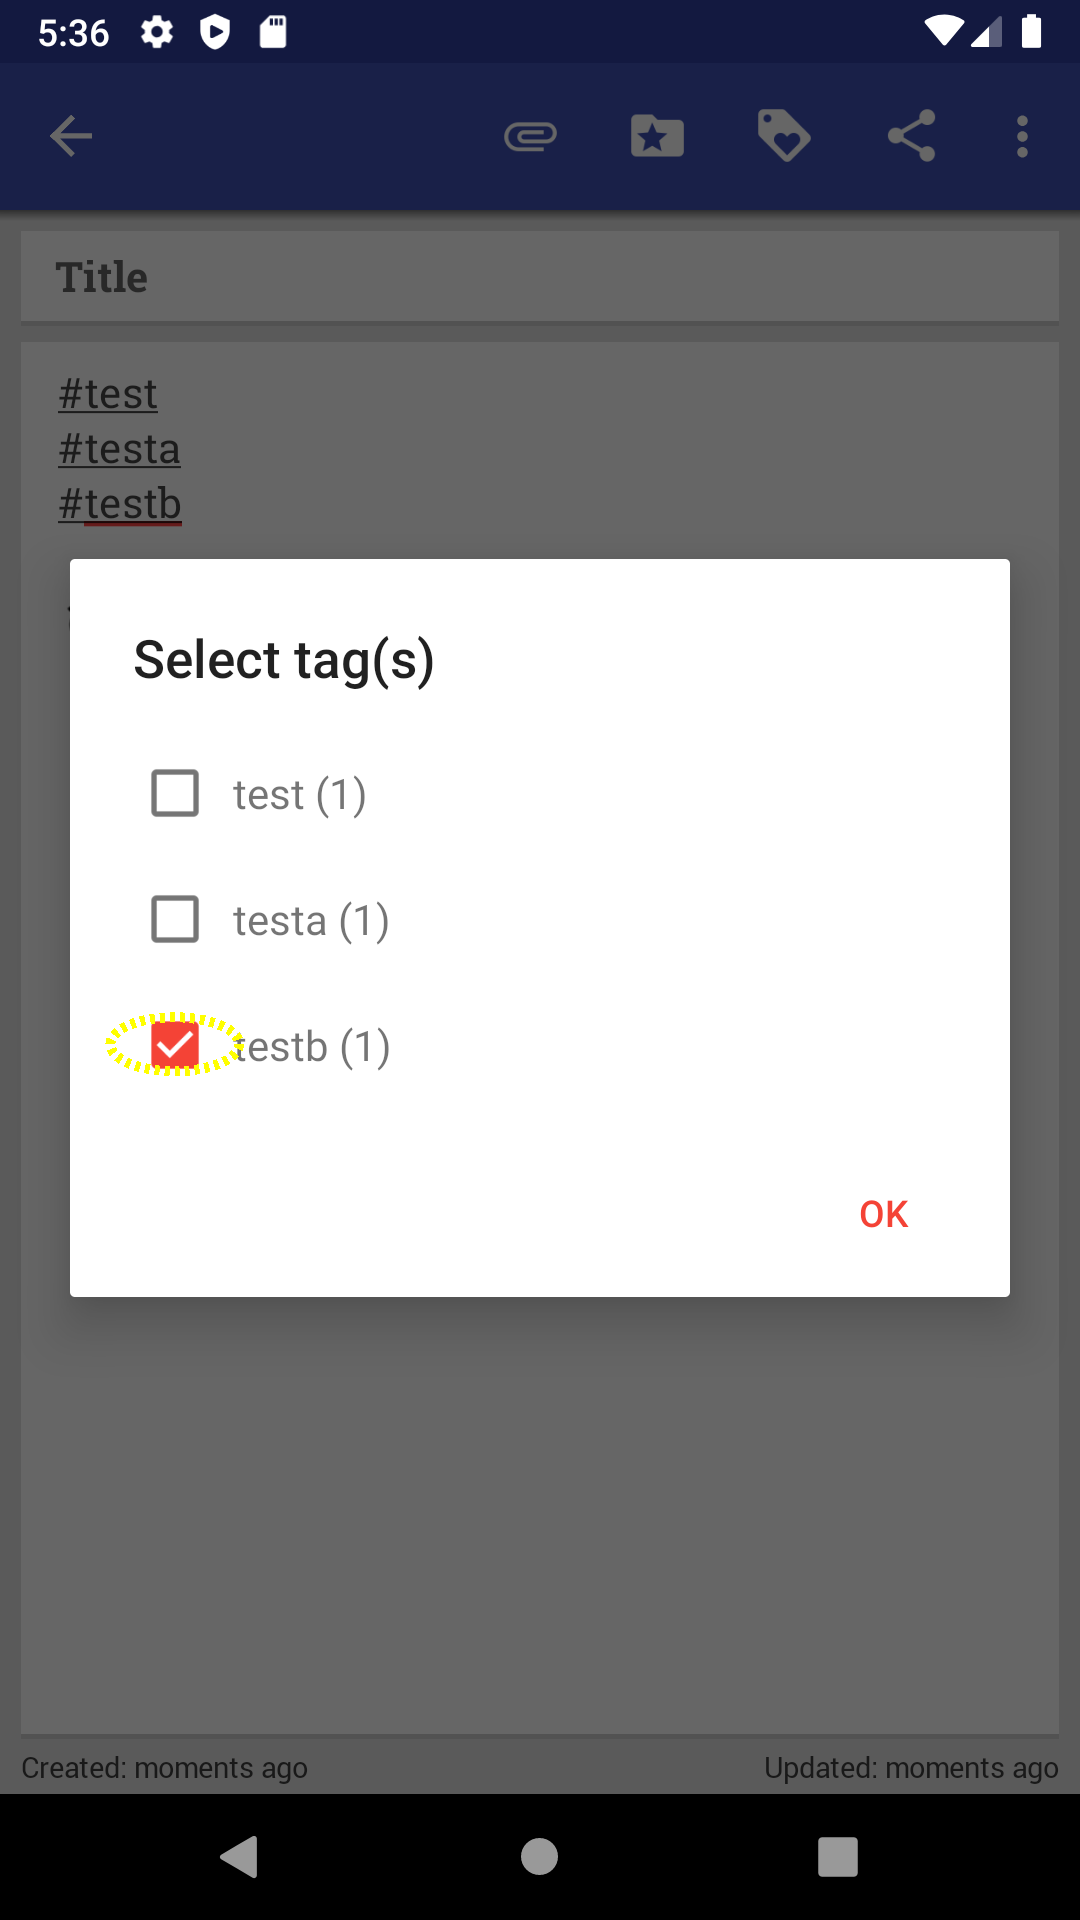 5:36
Title
#test
#testa
#testb
Select tag(s)
test (1)
testa (1)
testb (1)
OK
Created: moments ago
Updated: moments ago